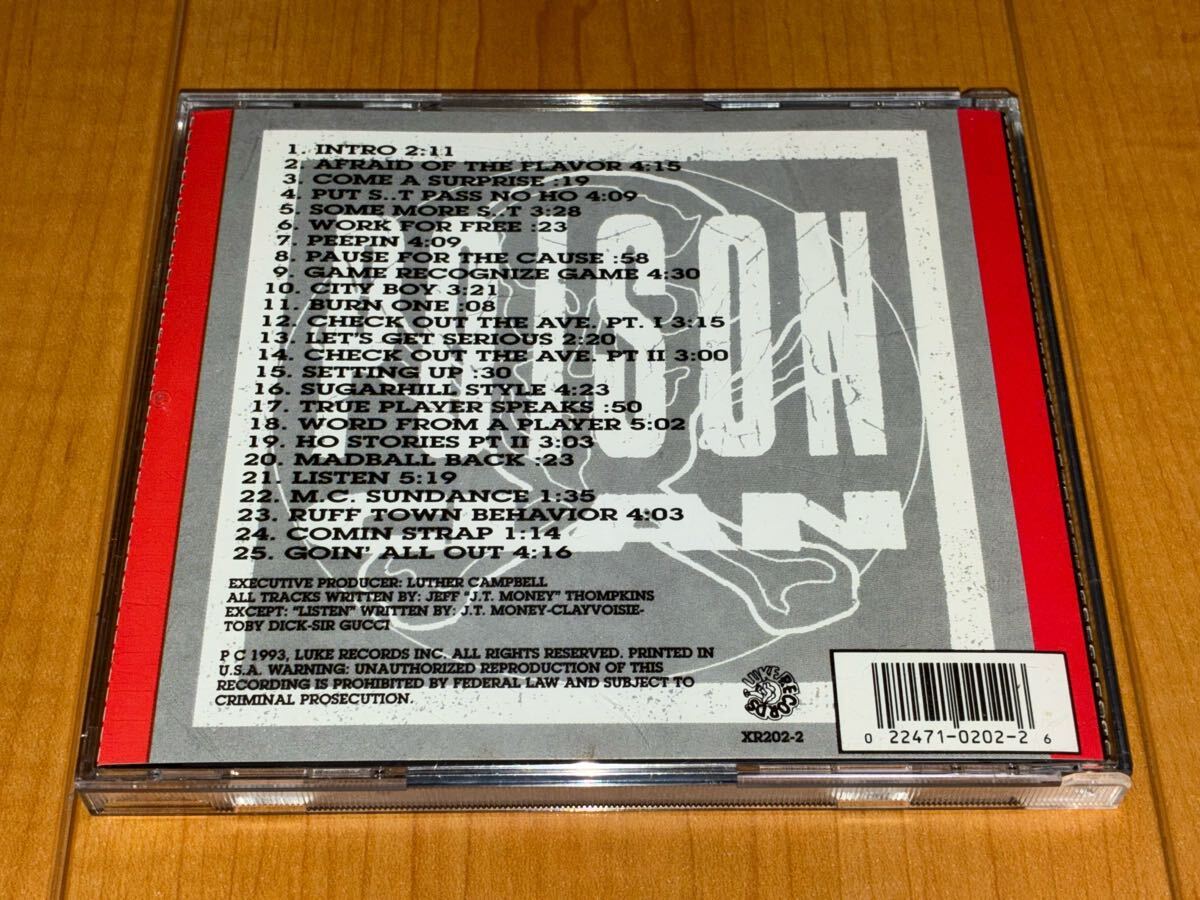 1. INTRO 2:11
2. AFRAID OF THE FLAVOR 4:15
3. COME A SURPRISE :19
4. PUT S..T PASS NO HO 4:09
5. SOME MORE S..T 3:28
6. WORK FOR FREE :23
7. PEEPIN 4:09
8. PAUSE FOR THE CAUSE :58
9. GAME RECOGNIZE GAME 4:30
10. CITY BOY 3:21
11. BURN ONE :08
12. CHECK OUT THE AVE. PT. I 3:15
13. LET'S GET SERIOUS 2:20
14. CHECK OUT THE AVE. PT II 3:00
15. SETTING UP :30
16. SUGARHILL STYLE 4:23
17. TRUE PLAYER SPEAKS :50
18. WORD FROM A PLAYER 5:02
19. HO STORIES PT II 3:03
20. MADBALL BACK :23
21. LISTEN 5:19
22. M.C. SUNDANCE 1:35
23. RUFF TOWN BEHAVIOR 4:03
24. COMIN STRAP 1:14
25. GOIN' ALL OUT 4:16
POISON
CLAN
EXECUTIVE PRODUCER: LUTHER CAMPBELL
ALL TRACKS WRITTEN BY: JEFF "J.T. MONEY" THOMPKINS
EXCEPT: "LISTEN" WRITTEN BY: J.T. MONEY-CLAYVOISIE-
TOBY DICK-SIR GUCCI
P C 1993, LUKE RECORDS INC. ALL RIGHTS RESERVED. PRINTED IN
U.S.A. WARNING: UNAUTHORIZED REPRODUCTION OF THIS
RECORDING IS PROHIBITED BY FEDERAL LAW AND SUBJECT TO
CRIMINAL PROSECUTION.
LUKE RECORDS
XR202-2
0 22471-0202-2 6